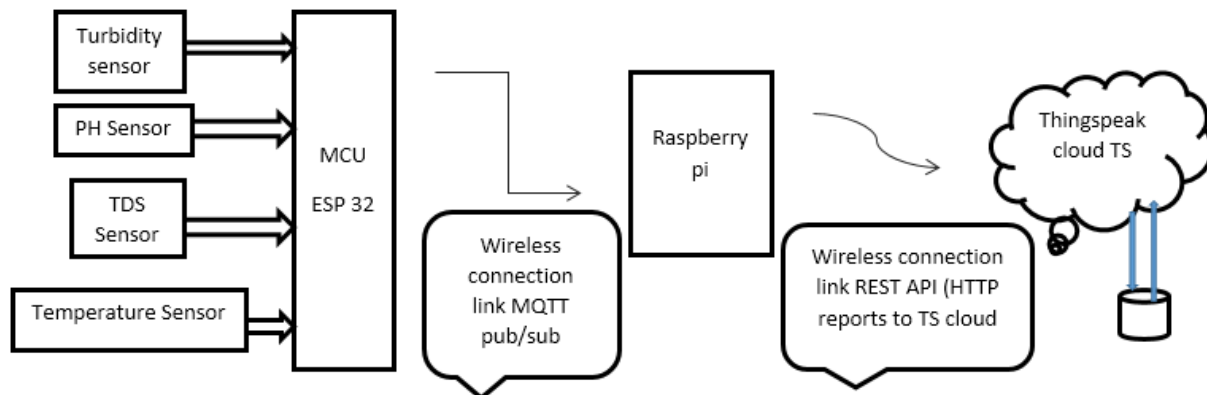 Turbidity
sensor
PH Sensor
TDS
Sensor
Temperature Sensor
MCU
ESP 32
Wireless
connection
link MQTT
pub/sub
Raspberry
pi
Wireless connection
link REST API (HTTP
reports to TS cloud
Thingspeak
cloud TS